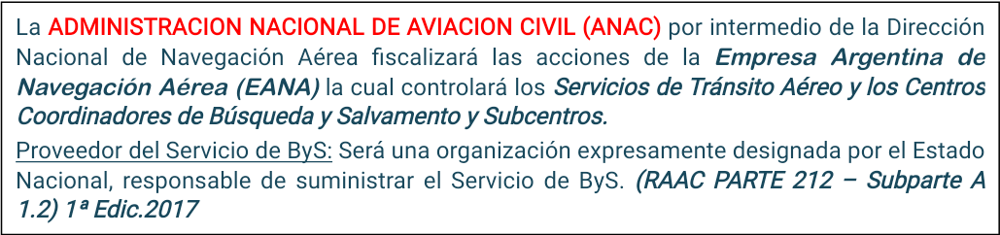 La ADMINISTRACION NACIONAL DE AVIACION CIVIL (ANAC) por intermedio de la Dirección
Nacional de Navegación Aérea fiscalizará las acciones de la Empresa Argentina de
Navegación Aérea (EANA) la cual controlará los Servicios de Tránsito Aéreo y los Centros
Coordinadores de Búsqueda y Salvamento y Subcentros.
Proveedor del Servicio de ByS: Será una organización expresamente designada por el Estado
Nacional, responsable de suministrar el Servicio de ByS. (RAAC PARTE 212 – Subparte A
1.2) 1ª Edic.2017